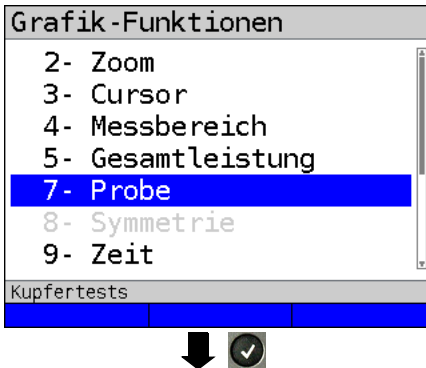 Grafik-Funktionen
2- Zoom
3- Cursor
4- Messbereich
5- Gesamtleistung
7- Probe
8- Symmetrie
9- Zeit
Kupfertests